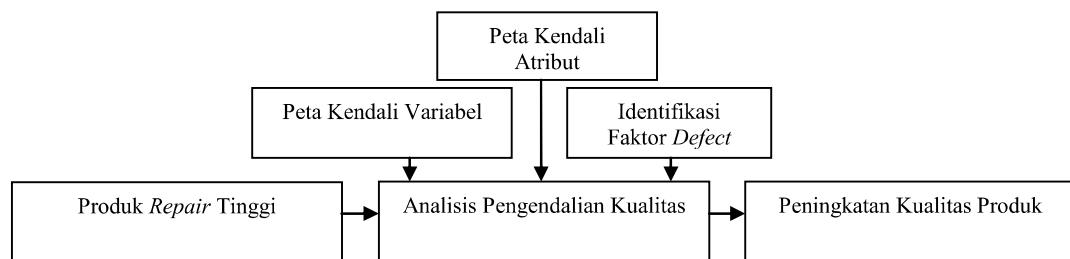 Peta Kendali
Atribut
Peta Kendali Variabel
Identifikasi
Faktor Defect
Produk Repair Tinggi
Analisis Pengendalian Kualitas
Peningkatan Kualitas Produk